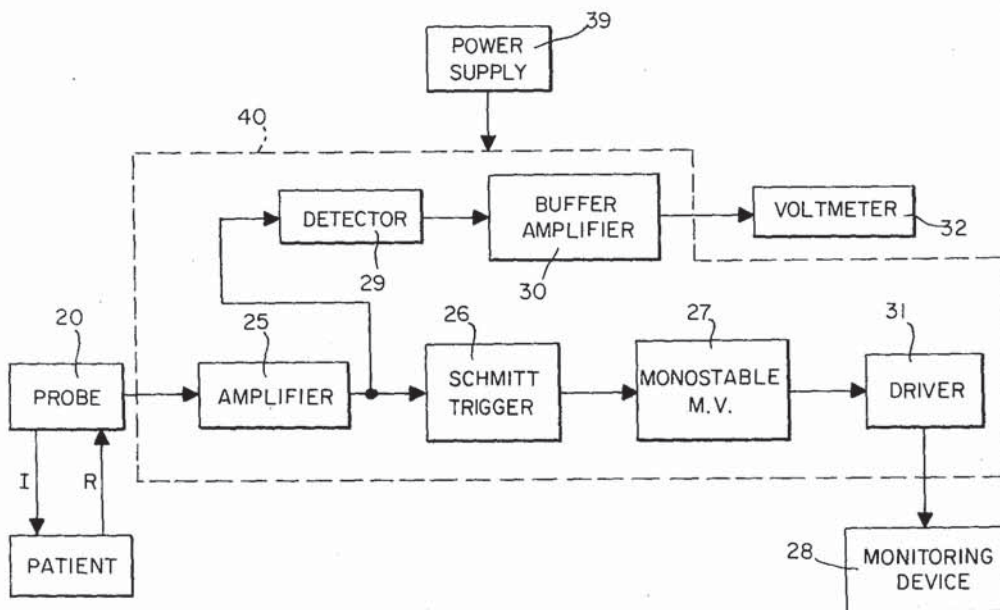 39
POWER
SUPPLY
40
DETECTOR
29
BUFFER
AMPLIFIER
30
VOLTMETER
32
20
PROBE
25
AMPLIFIER
26
SCHMITT
TRIGGER
27
MONOSTABLE
M.V.
31
DRIVER
I
R
PATIENT
28
MONITORING
DEVICE